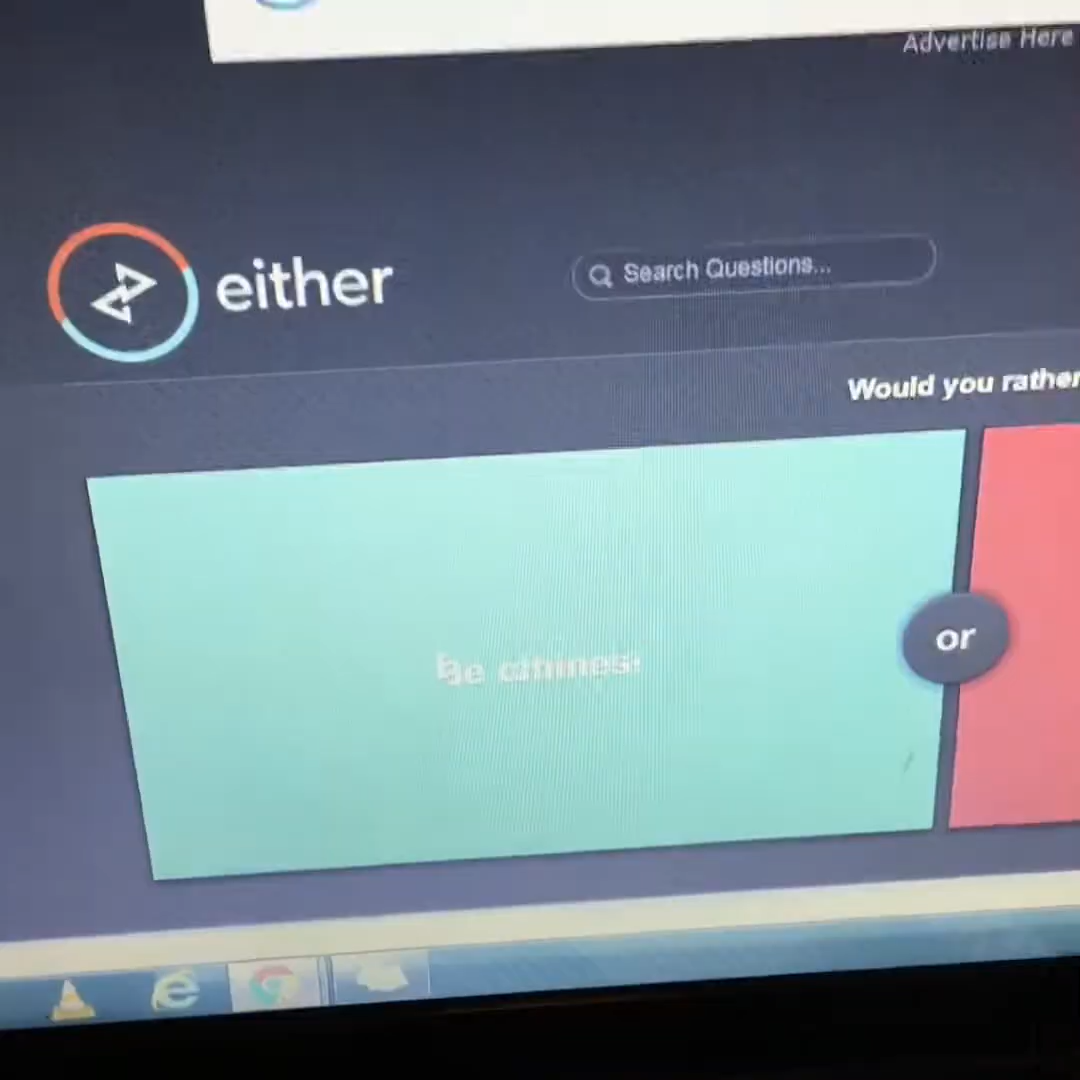 Advertise Here
either
Search Questions...
Would you rather
or